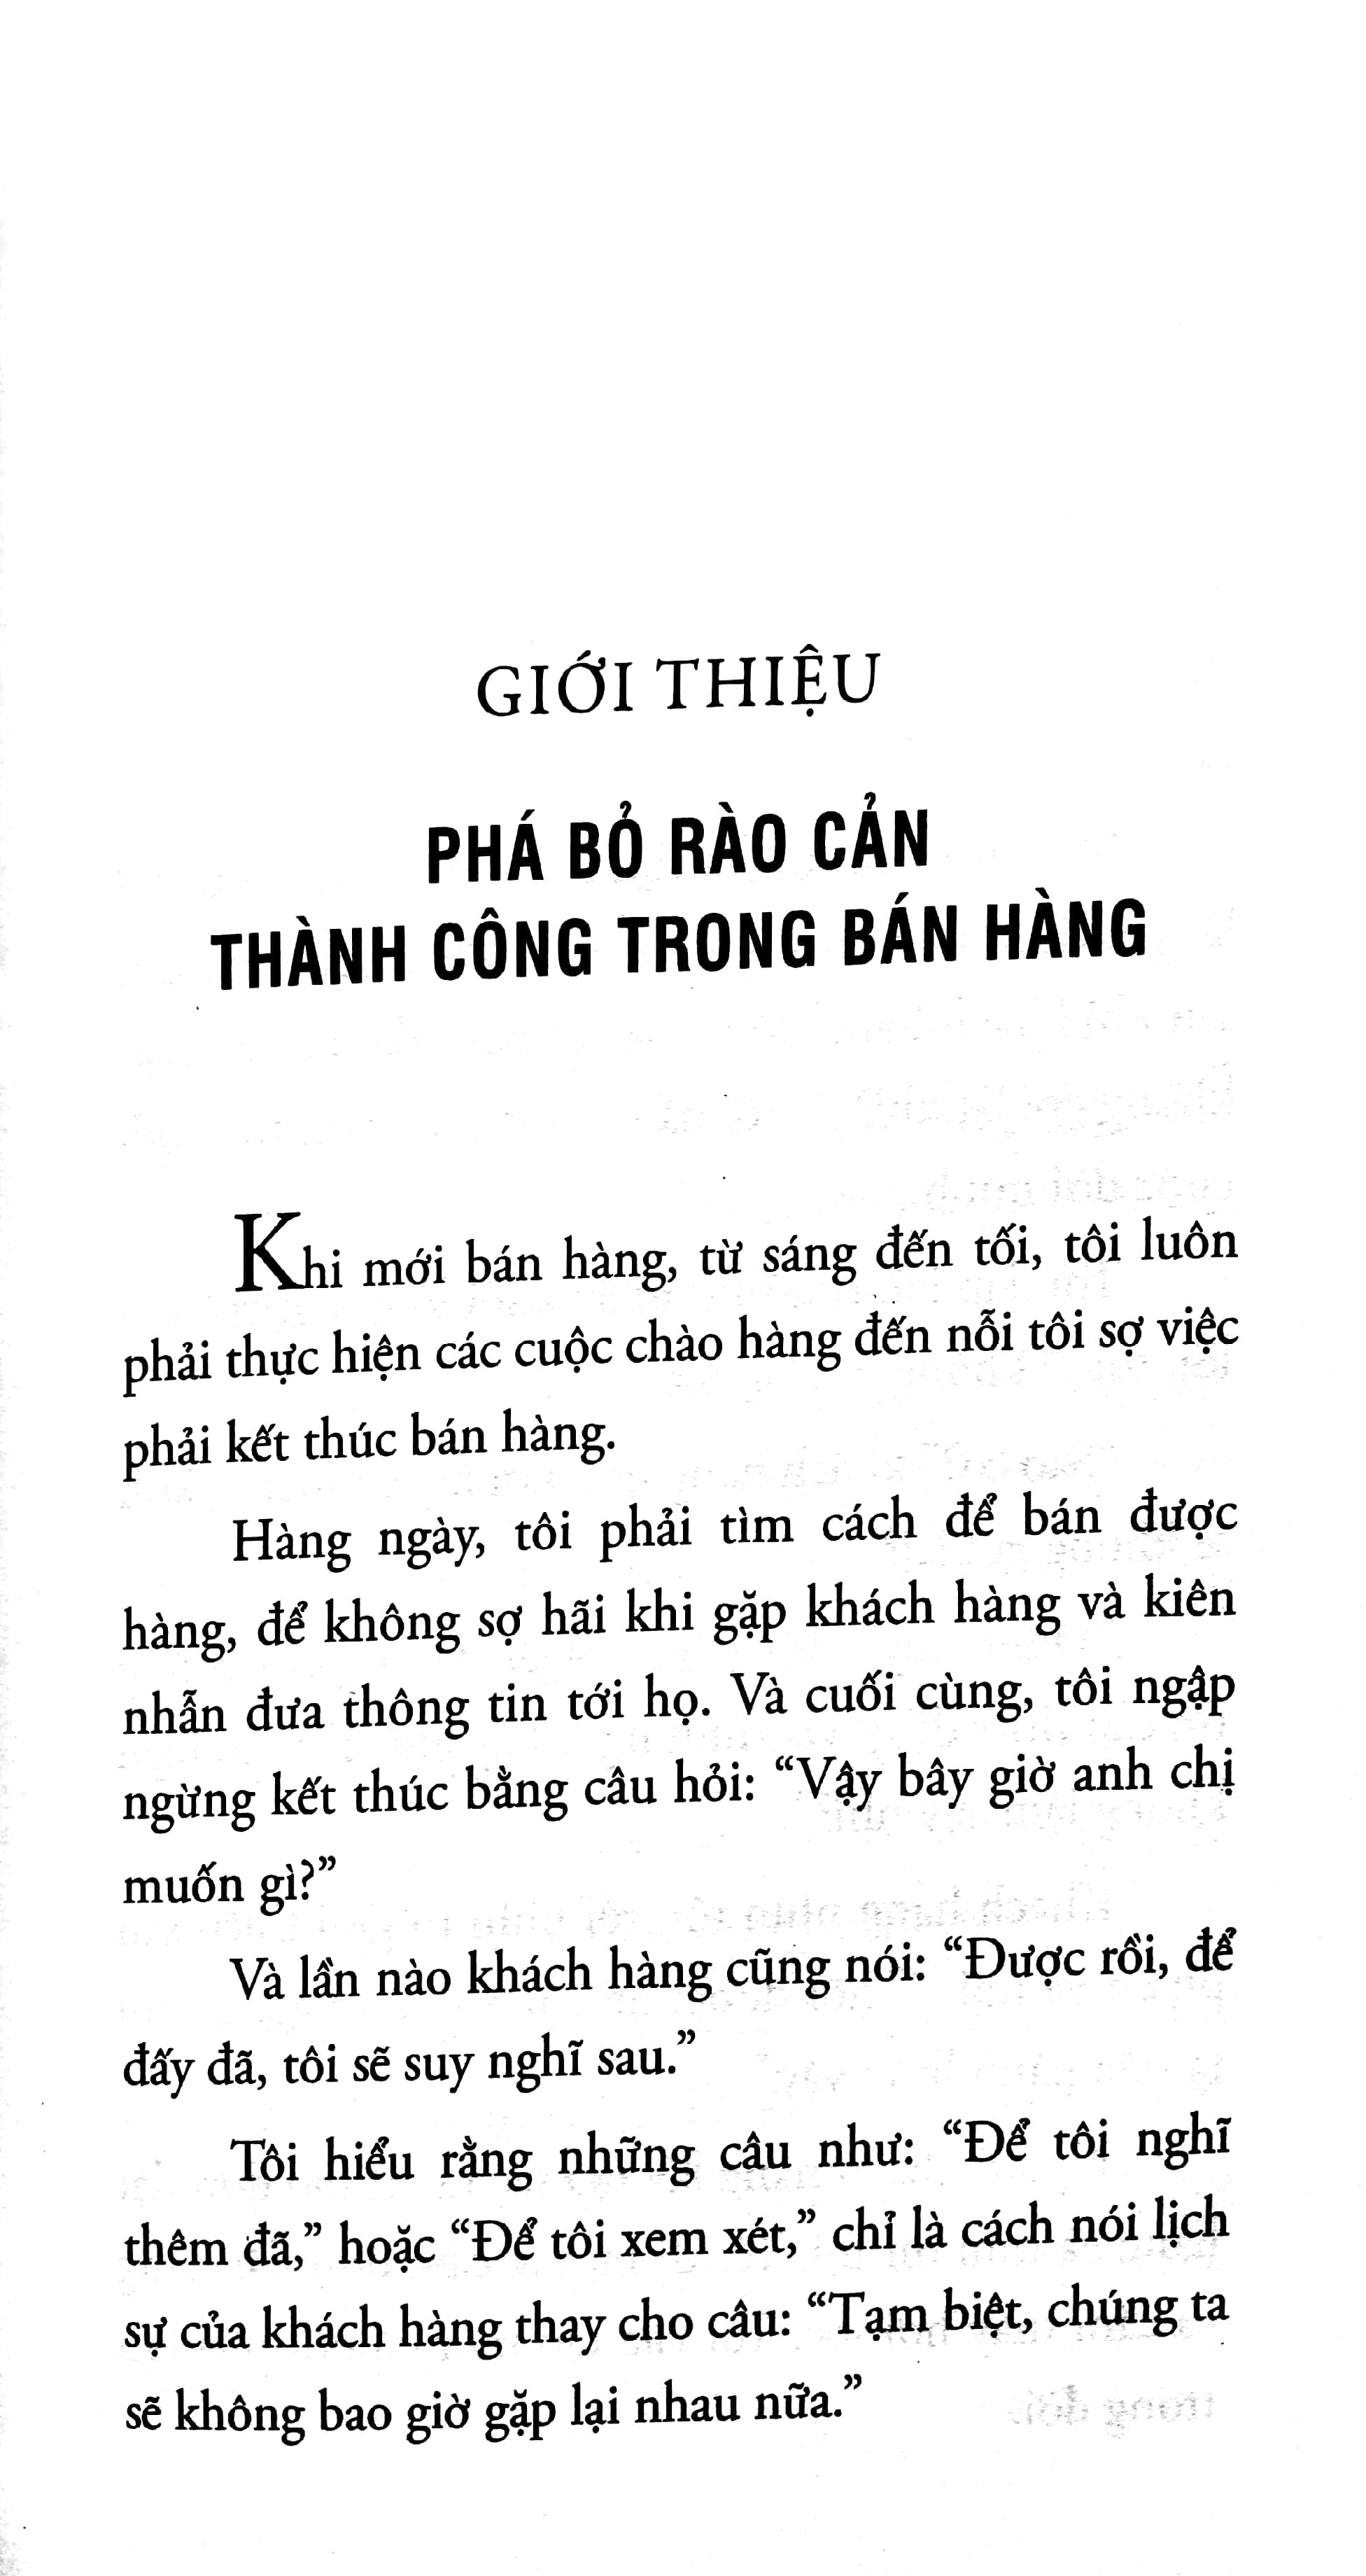 GIỚI THIỆU
PHÁ BỎ RÀO CẢN
THÀNH CÔNG TRONG BÁN HÀNG
Khi mới bán hàng, từ sáng đến tối, tôi luôn
phải thực hiện các cuộc chào hàng đến nỗi tôi sợ việc
phải kết thúc bán hàng.
Hàng ngày, tôi phải tìm cách để bán được
hàng, để không sợ hãi khi gặp khách hàng và kiên
nhẫn đưa thông tin tới họ. Và cuối cùng, tôi ngập
ngừng kết thúc bằng câu hỏi: “Vậy bây giờ anh chị
muốn gì?”
Và lần nào khách hàng cũng nói: “Được rồi, để
đấy đã, tôi sẽ suy nghĩ sau.”
Tôi hiểu rằng những câu như: “Để tôi nghĩ
thêm đã,” hoặc “Để tôi xem xét,” chỉ là cách nói lịch
sự của khách hàng thay cho câu: “Tạm biệt, chúng ta
sẽ không bao giờ gặp lại nhau nữa.”